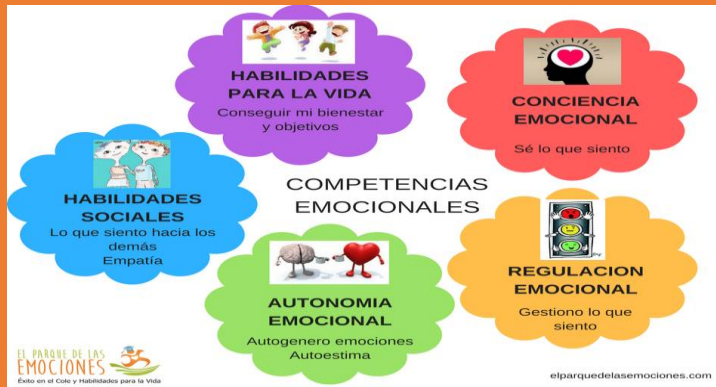 HABILIDADES
PARA LA VIDA
Conseguir mi bienestar
y objetivos
CONCIENCIA
EMOCIONAL
Sé lo que siento
HABILIDADES
SOCIALES
Lo que siento hacia los
demás
Empatía
COMPETENCIAS
EMOCIONALES
AUTONOMIA
EMOCIONAL
Autogenero emociones
Autoestima
REGULACION
EMOCIONAL
Gestiono lo que
siento
EL PARQUE DE LAS
EMOCIONES
Éxito en el Cole y Habilidades para la Vida
elparquedelasemociones.com